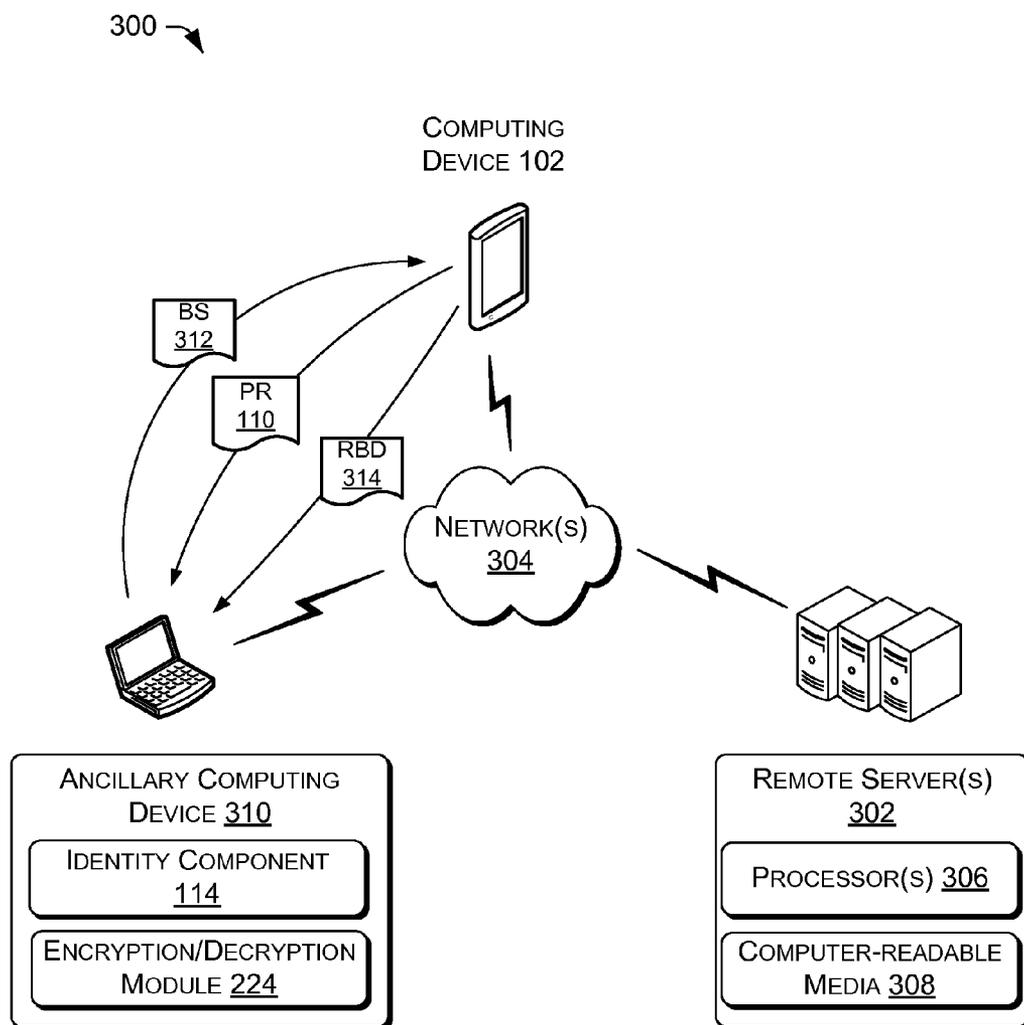 300
COMPUTING
DEVICE 102
BS
312
PR
110
RBD
314
NETWORK(S)
304
ANCILLARY COMPUTING
DEVICE 310
IDENTITY COMPONENT
114
ENCRYPTION/DECRYPTION
MODULE 224
REMOTE SERVER(S)
302
PROCESSOR(S) 306
COMPUTER-READABLE
MEDIA 308